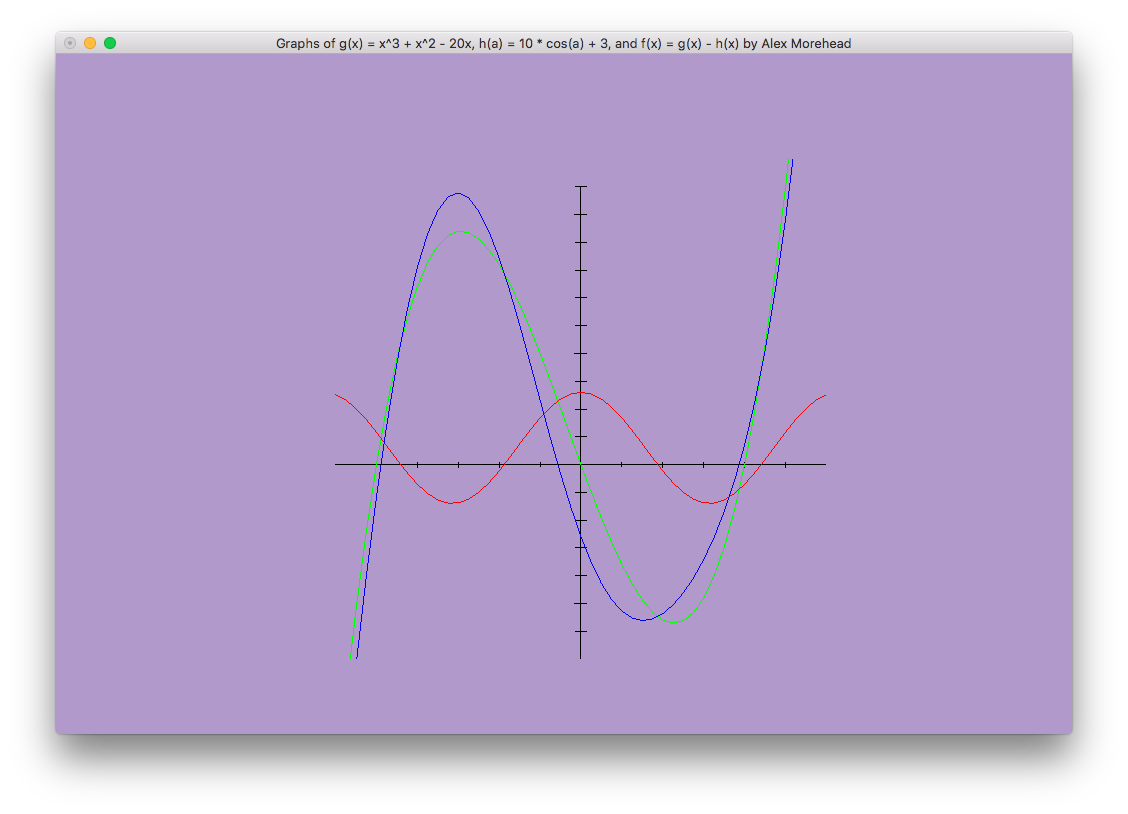 Graphs of g(x) = x^3 + x^2 - 20x, h(a) = 10 * cos(a) + 3, and f(x) = g(x) - h(x) by Alex Morehead